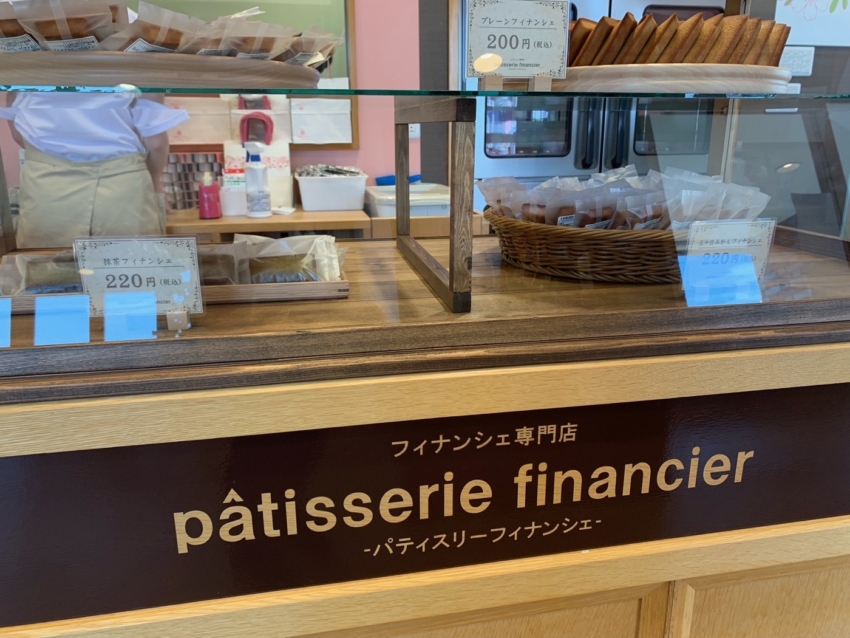 プレーンフィナンシェ
200円(税込)
抹茶フィナンシェ
220円(税込)
220円
フィナンシェ専門店
pâtisserie financier
-パティスリーフィナンシェ-